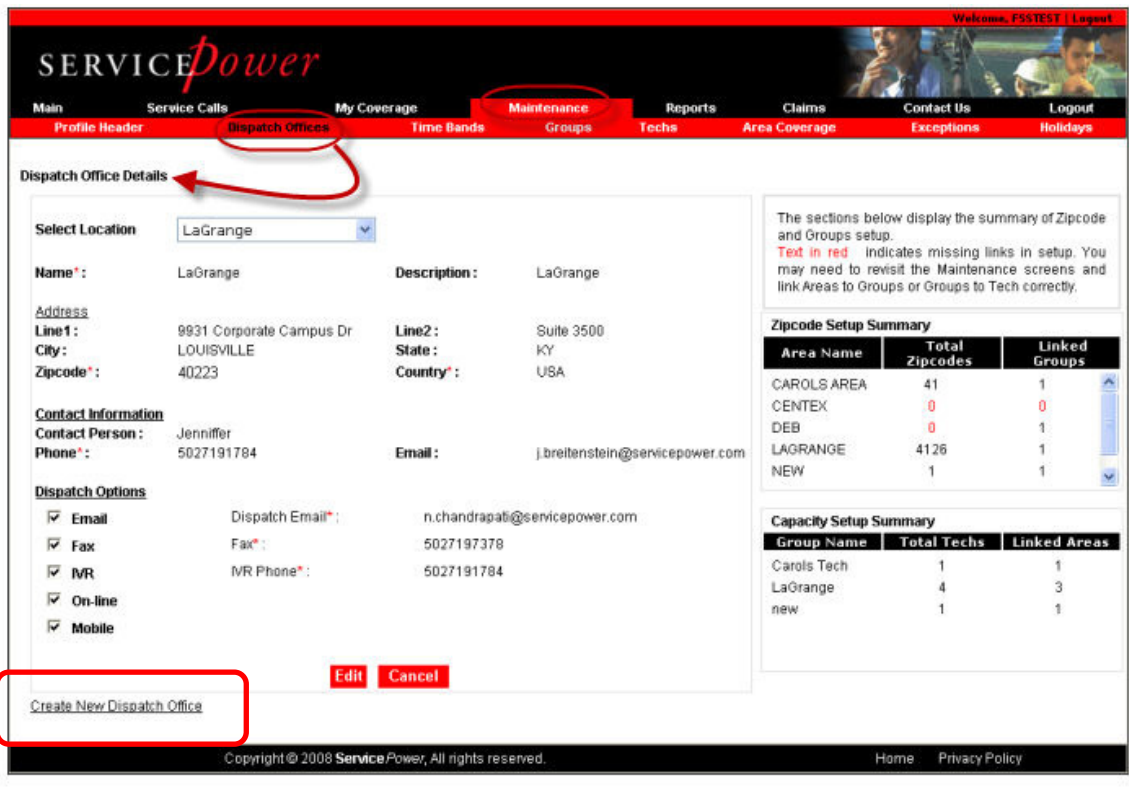 Welcome, FSSTEST | Logout
SERVICEPower
Main Service Calls My Coverage Maintenance Reports Claims Contact Us Logout
Profile Header Dispatch Offices Time Bands Groups Techs Area Coverage Exceptions Holidays
Dispatch Office Details
Select Location LaGrange
Name*: LaGrange Description: LaGrange
Address
Line1: 9931 Corporate Campus Dr Line2: Suite 3500
City: LOUISVILLE State: KY
Zipcode*: 40223 Country*: USA
Contact Information
Contact Person: Jenniffer
Phone*: 5027191784 Email: j.breitenstein@servicepower.com
Dispatch Options
Email Dispatch Email*: n.chandrapati@servicepower.com
Fax Fax*: 5027197378
IVR IVR Phone*: 5027191784
On-line
Mobile
Edit Cancel
Create New Dispatch Office
The sections below display the summary of Zipcode
and Groups setup.
Text in red indicates missing links in setup. You
may need to revisit the Maintenance screens and
link Areas to Groups or Groups to Tech correctly.
Zipcode Setup Summary
Area Name Total Zipcodes Linked Groups
CAROLS AREA 41 1
CENTEX 0 0
DEB 0 1
LAGRANGE 4126 1
NEW 1 1
Capacity Setup Summary
Group Name Total Techs Linked Areas
Carols Tech 1 1
LaGrange 4 3
new 1 1
Copyright © 2008 ServicePower, All rights reserved. Home Privacy Policy